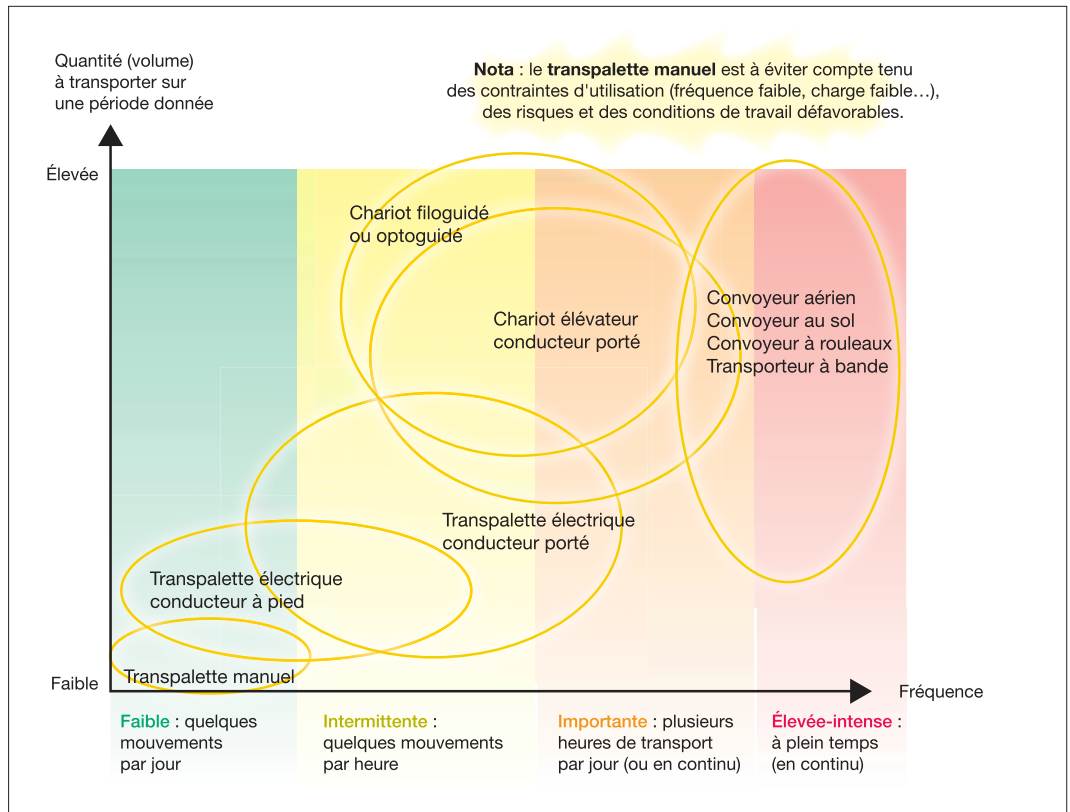 Quantité (volume)
à transporter sur
une période donnée
Nota : le transpalette manuel est à éviter compte tenu
des contraintes d'utilisation (fréquence faible, charge faible…),
des risques et des conditions de travail défavorables.
Élevée
Chariot filoguidé
ou optoguidé
Chariot élévateur
conducteur porté
Convoyeur aérien
Convoyeur au sol
Convoyeur à rouleaux
Transporteur à bande
Transpalette électrique
conducteur porté
Transpalette électrique
conducteur à pied
Transpalette manuel
Faible
Fréquence
Faible : quelques
mouvements
par jour
Intermittente :
quelques mouvements
par heure
Importante : plusieurs
heures de transport
par jour (ou en continu)
Élevée-intense :
à plein temps
(en continu)